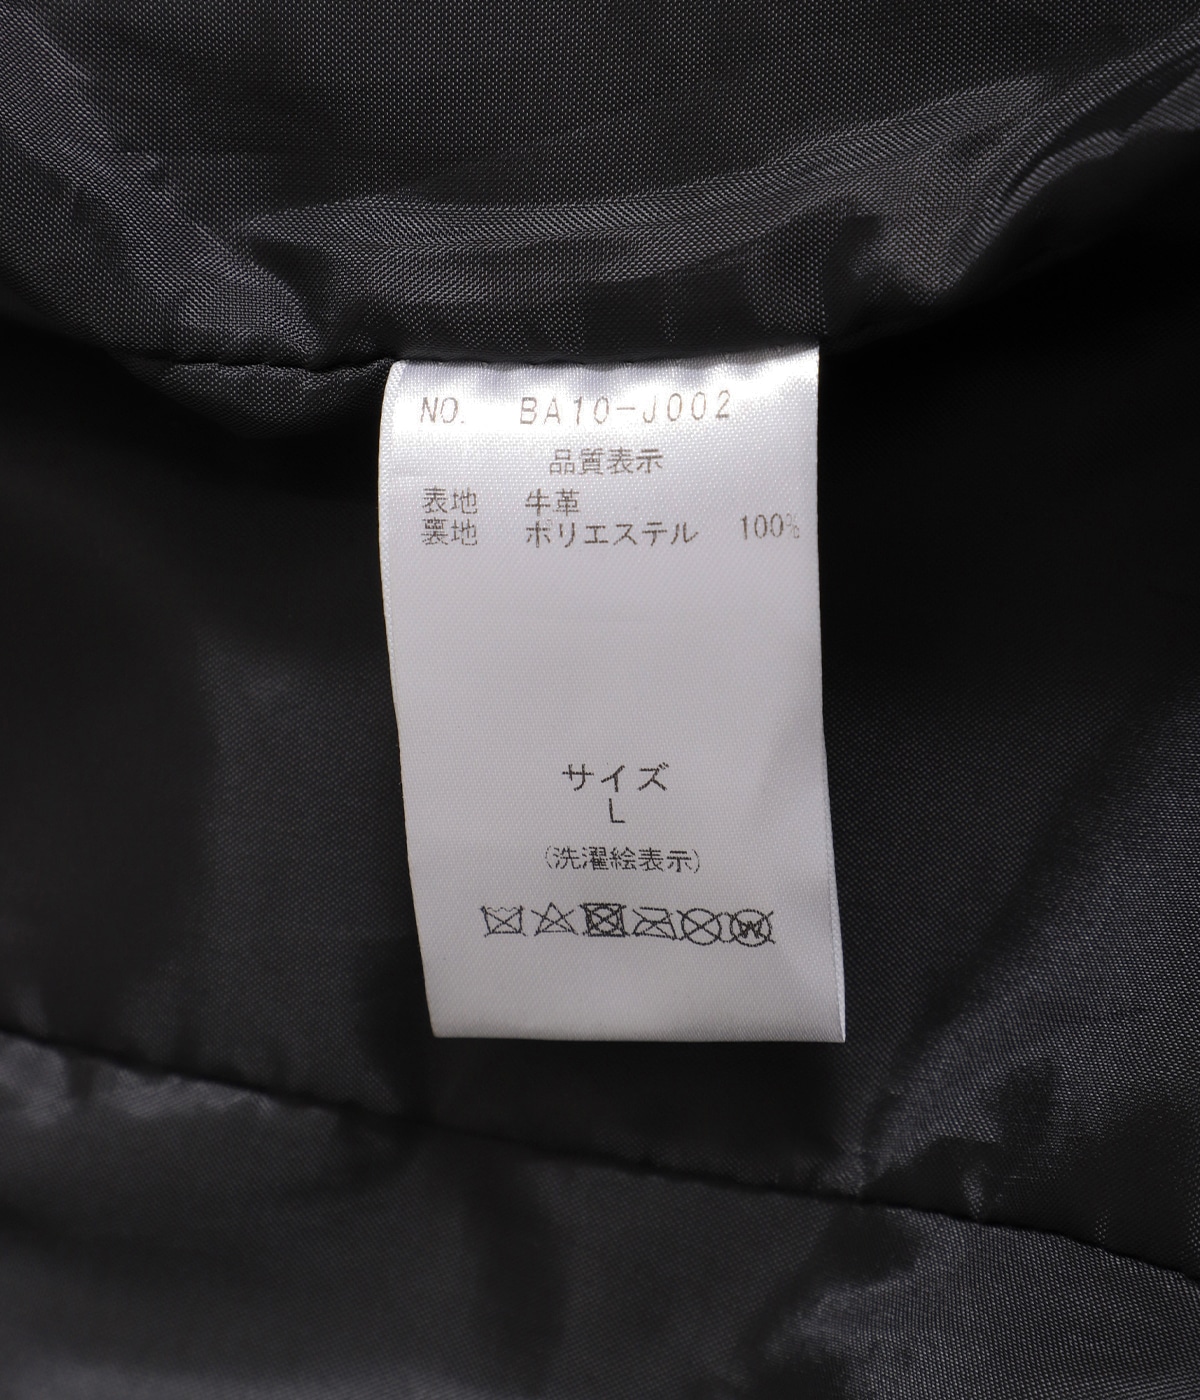 NO. BA10-J002
品質表示
表地 牛革
裏地 ポリエステル 100%
サイズ
L
(洗濯絵表示)
W